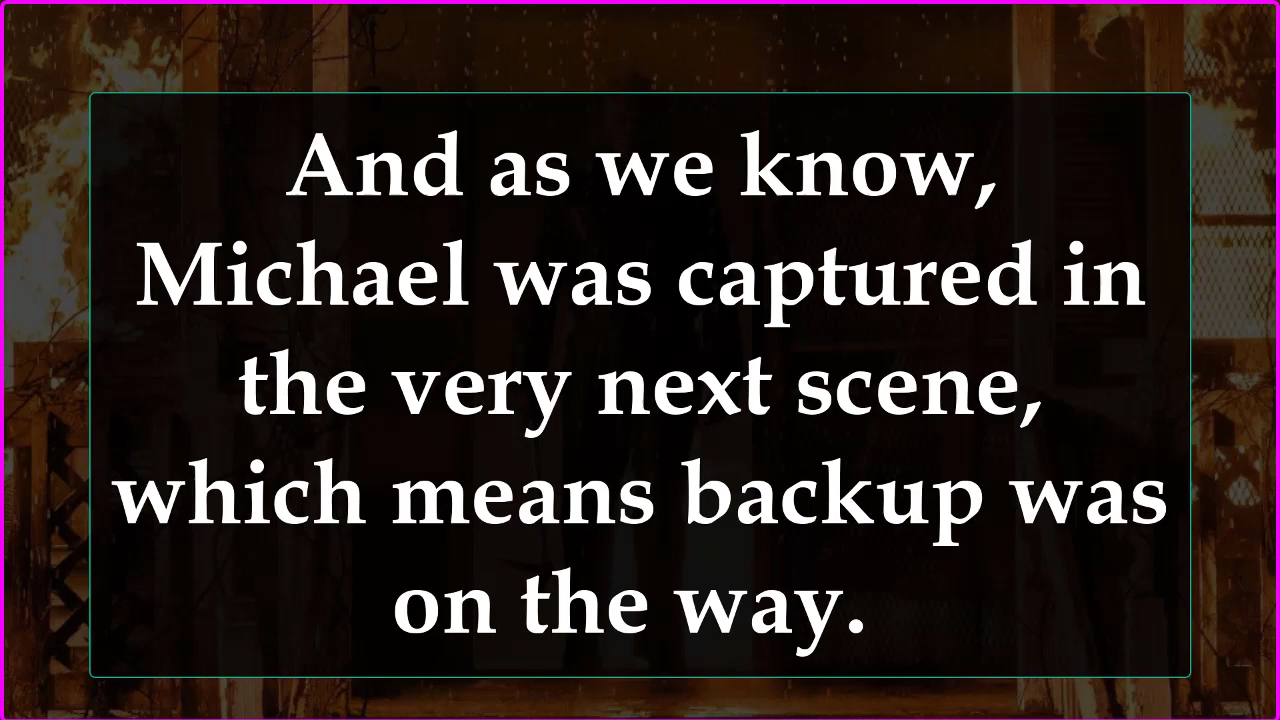 And as we know,
Michael was captured in
the very next scene,
which means backup was
on the way.